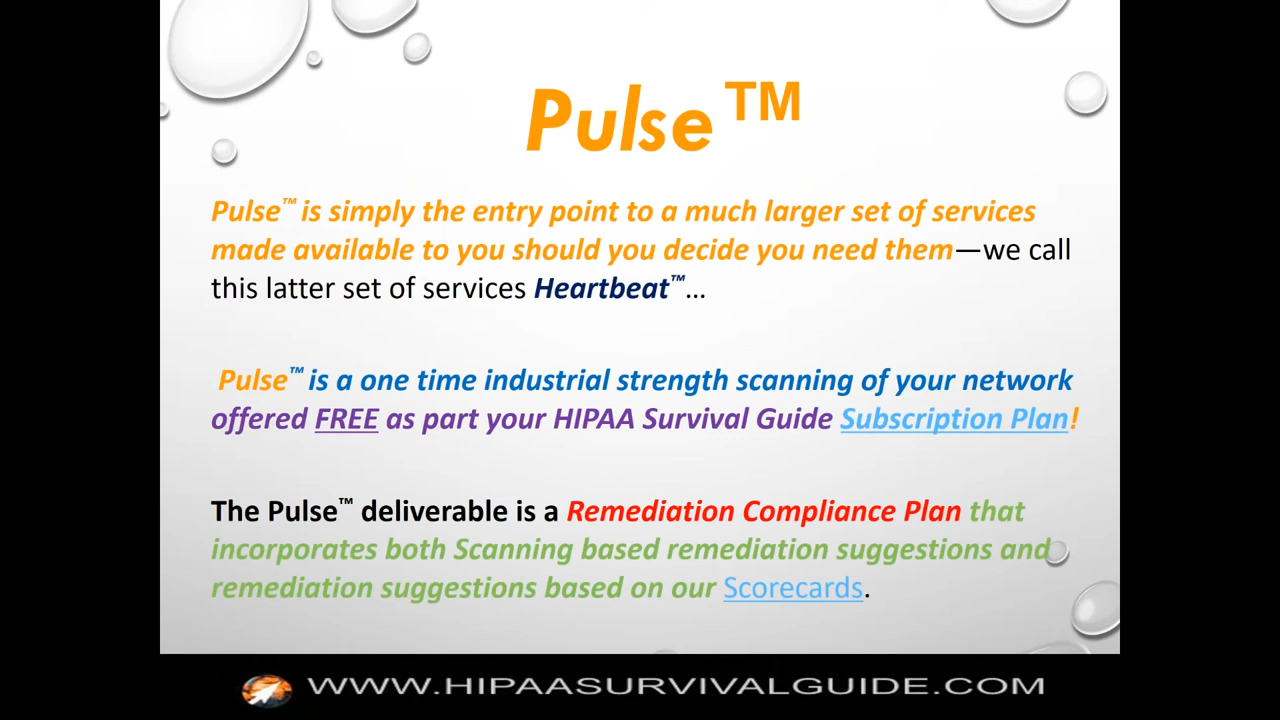 Pulse™
Pulse™ is simply the entry point to a much larger set of services
made available to you should you decide you need them—we call
this latter set of services Heartbeat™...
Pulse™ is a one time industrial strength scanning of your network
offered FREE as part your HIPAA Survival Guide Subscription Plan!
The Pulse™ deliverable is a Remediation Compliance Plan that
incorporates both Scanning based remediation suggestions and
remediation suggestions based on our Scorecards.
WWW.HIPAASURVIVALGUIDE.COM